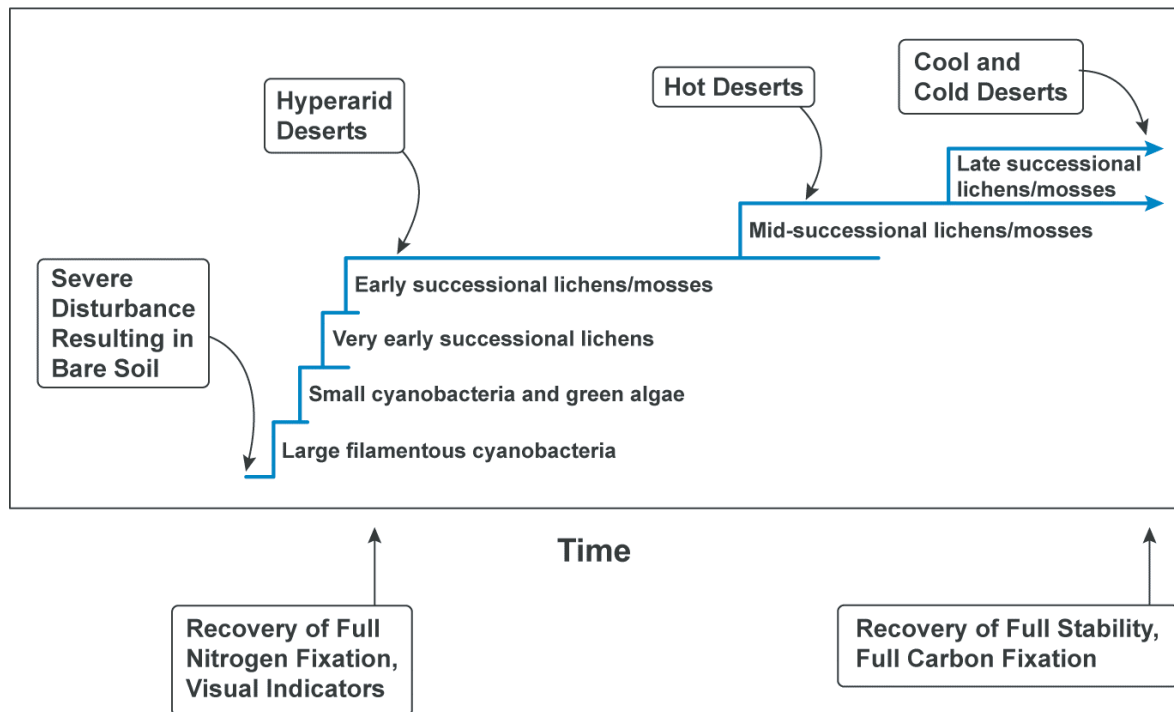 Cool and
Cold Deserts
Hot Deserts
Hyperarid
Deserts
Late successional
lichens/mosses
Mid-successional lichens/mosses
Severe
Disturbance
Resulting in
Bare Soil
Early successional lichens/mosses
Very early successional lichens
Small cyanobacteria and green algae
Large filamentous cyanobacteria
Time
Recovery of Full
Nitrogen Fixation,
Visual Indicators
Recovery of Full Stability,
Full Carbon Fixation